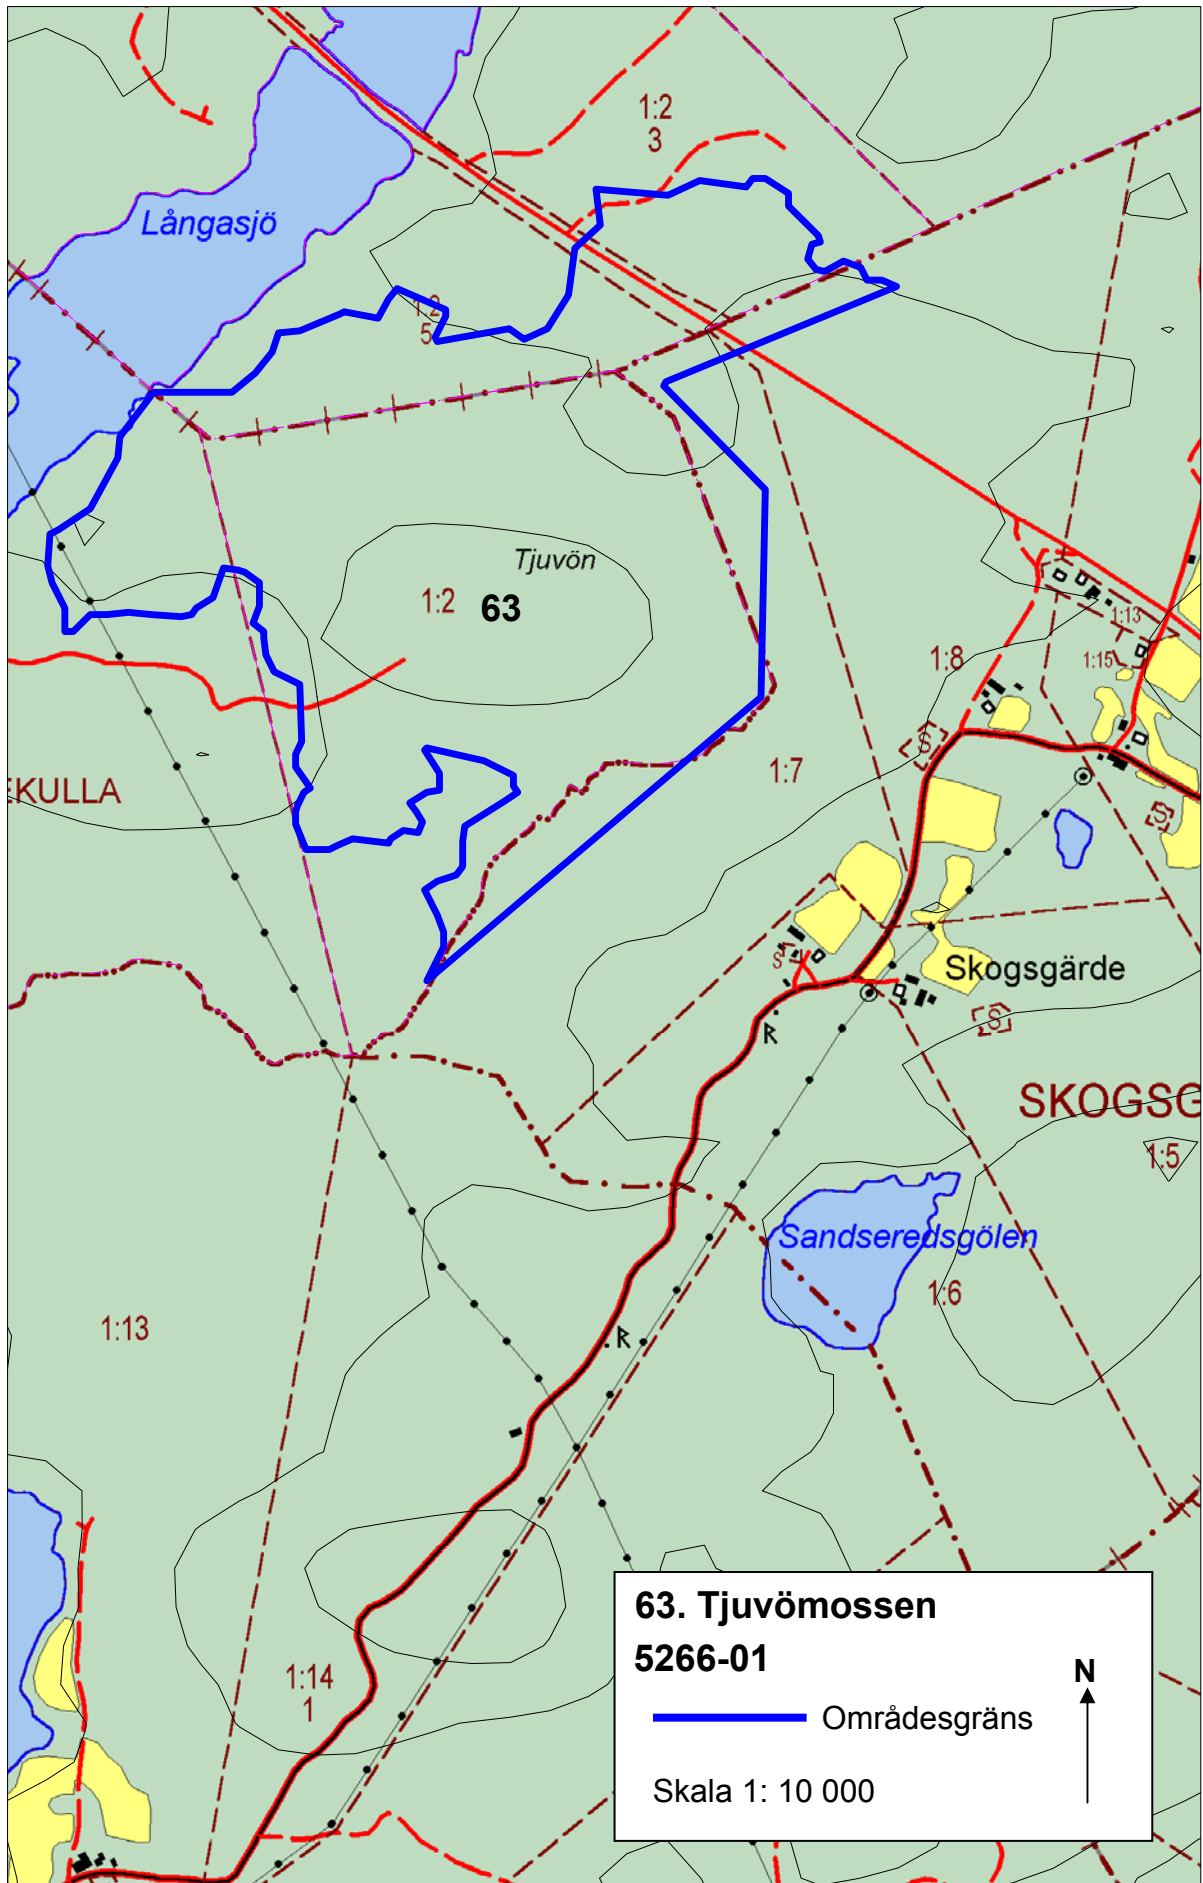 1:2
3
Långasjö
1:2
5
Tjuvön
1:2 63
1:13
1:15
1:8
S
1:7
EKULLA
S
S
Skogsgärde
S
R
SKOGSG
1:5
Sandseredsgölen
1:6
1:13
R
63. Tjuvömossen
5266-01
N
Områdesgräns
Skala 1: 10 000
1:14
1